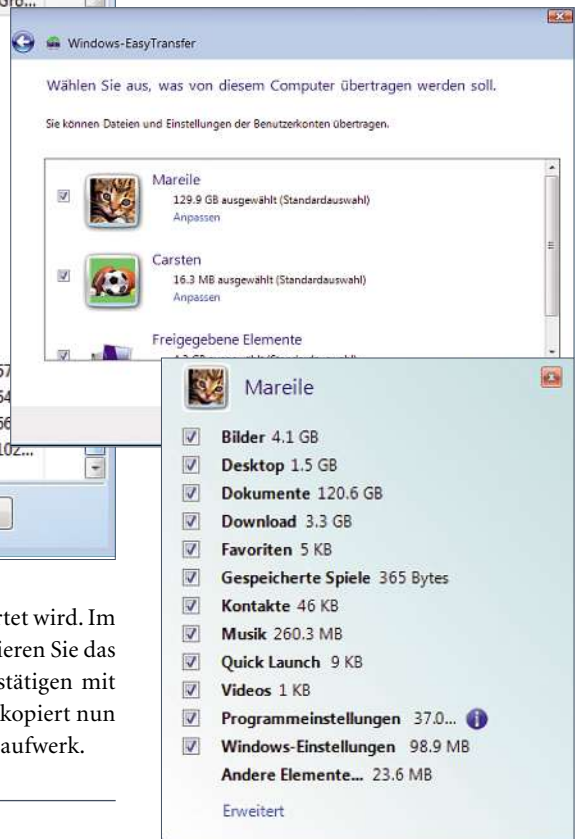 Windows-EasyTransfer
Wählen Sie aus, was von diesem Computer übertragen werden soll.
Sie können Dateien und Einstellungen der Benutzerkonten übertragen.
Mareile
129.9 GB ausgewählt (Standardauswahl)
Anpassen
Carsten
16.3 MB ausgewählt (Standardauswahl)
Anpassen
Freigegebene Elemente
Mareile
Bilder 4.1 GB
Desktop 1.5 GB
Dokumente 120.6 GB
Download 3.3 GB
Favoriten 5 KB
Gespeicherte Spiele 365 Bytes
Kontakte 46 KB
Musik 260.3 MB
Quick Launch 9 KB
Videos 1 KB
Programmeinstellungen 37.0...
Windows-Einstellungen 98.9 MB
Andere Elemente... 23.6 MB
Erweitert
102...
rtet wird. Im
ieren Sie das
stätigen mit
kopiert nun
aufwerk.